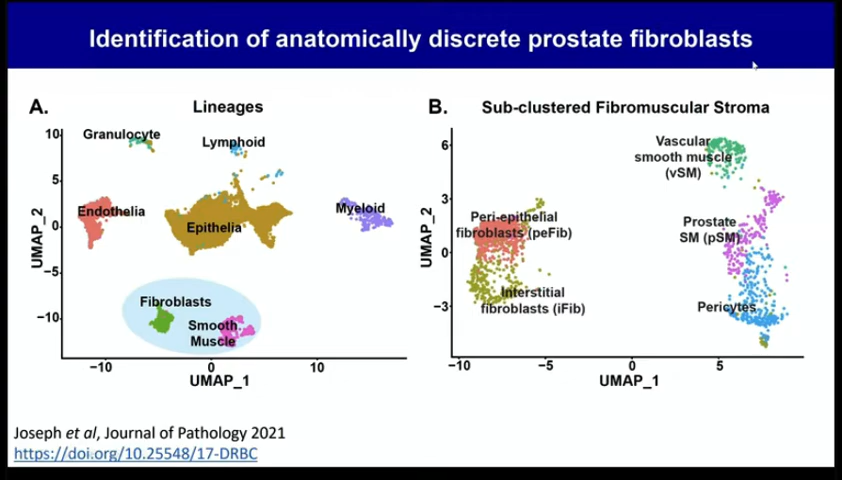 Identification of anatomically discrete prostate fibroblasts
A.
Lineages
Granulocyte
Lymphoid
Endothelia
Epithelia
Myeloid
Fibroblasts
Smooth
Muscle
10
5
0
−5
−10
UMAP_2
−10
0
10
UMAP_1
B.
Sub-clustered Fibromuscular Stroma
Vascular
smooth muscle
(vSM)
Peri-epithelial
fibroblasts (peFib)
Prostate
SM (pSM)
Interstitial
fibroblasts (iFib)
Pericytes
6
3
0
−3
UMAP_2
−10
−5
0
5
UMAP_1
Joseph et al, Journal of Pathology 2021
https://doi.org/10.25548/17-DRBC